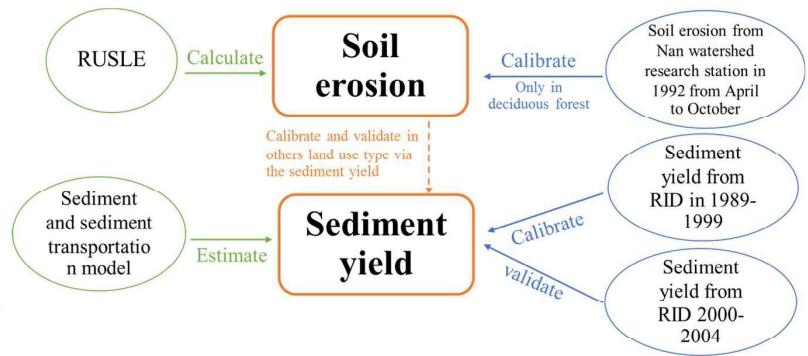 RUSLE
Calculate
Soil
erosion
Calibrate
Only in
deciduous forest
Soil erosion from
Nan watershed
research station in
1992 from April
to October
Calibrate and validate in
others land use type via
the sediment yield
Sediment
and sediment
transportatio
n model
Estimate
Sediment
yield
Calibrate
validate
Sediment
yield from
RID in 1989-
1999
Sediment
yield from
RID 2000-
2004